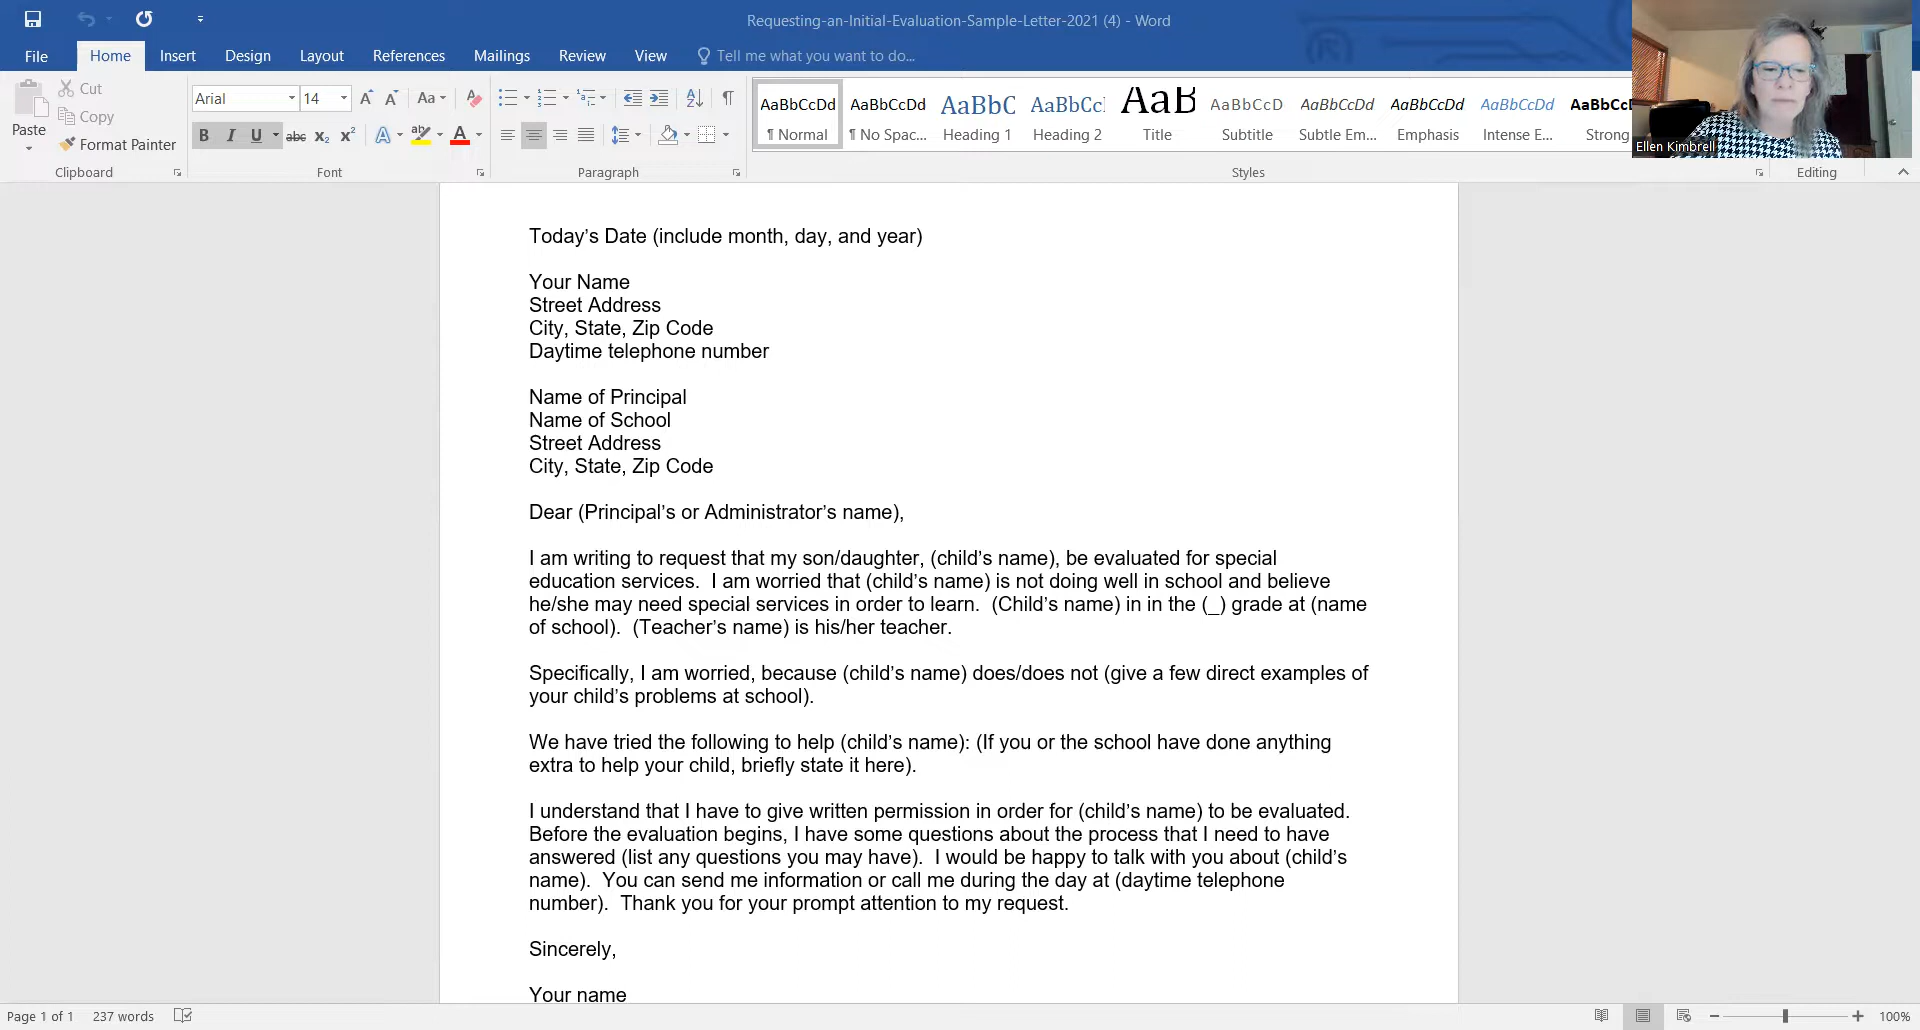 Requesting-an-Initial-Evaluation-Sample-Letter-2021 (4) - Word
File Home Insert Design Layout References Mailings Review View Tell me what you want to do...
Paste
Cut
Copy
Format Painter
Clipboard
Arial 14
Font
Paragraph
AaBbCcDd AaBbCcDd AaBbC AaBbCc AaB AaBbCcD AaBbCcDd AaBbCcDd AaBbCcDd
¶ Normal ¶ No Spac... Heading 1 Heading 2 Title Subtitle Subtle Em... Emphasis Intense E... Strong
Styles
Editing
Ellen Kimbrell
Today’s Date (include month, day, and year)
Your Name
Street Address
City, State, Zip Code
Daytime telephone number
Name of Principal
Name of School
Street Address
City, State, Zip Code
Dear (Principal’s or Administrator’s name),
I am writing to request that my son/daughter, (child’s name), be evaluated for special
education services.  I am worried that (child’s name) is not doing well in school and believe
he/she may need special services in order to learn.  (Child’s name) in in the (_) grade at (name
of school).  (Teacher’s name) is his/her teacher.
Specifically, I am worried, because (child’s name) does/does not (give a few direct examples of
your child’s problems at school).
We have tried the following to help (child’s name): (If you or the school have done anything
extra to help your child, briefly state it here).
I understand that I have to give written permission in order for (child’s name) to be evaluated.
Before the evaluation begins, I have some questions about the process that I need to have
answered (list any questions you may have).  I would be happy to talk with you about (child’s
name).  You can send me information or call me during the day at (daytime telephone
number).  Thank you for your prompt attention to my request.
Sincerely,
Your name
Page 1 of 1 237 words 100%